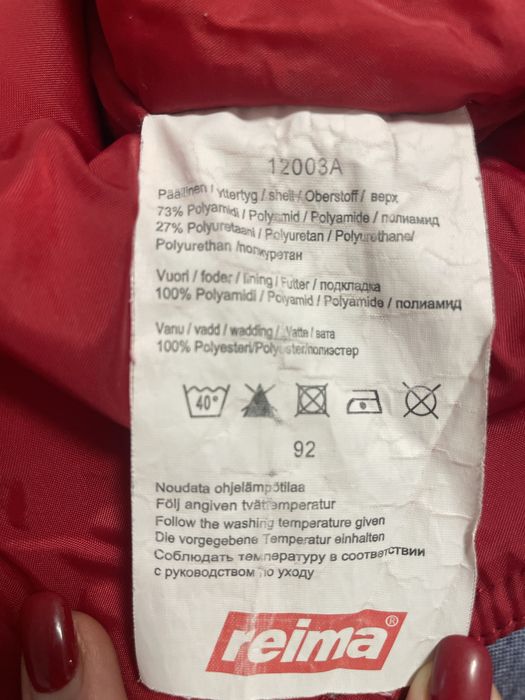 12003A
Päällinen / Yttertyg / shell / Oberstoff / верх
73% Polyamidi / Polyamid / Polyamide / полиамид
27% Polyuretaani / Polyuretan / Polyurethane/
Polyurethan /полиуретан
Vuori / foder / lining / Futter / подкладка
100% Polyamidi / Polyamid / Polyamide / полиамид
Vanu / vadd / wadding / Vatte / вата
100% Polyesteri/Polyester/полиэстер
40°
92
Noudata ohjelämpötilaa
Följ angiven tvättemperatur
Follow the washing temperature given
Die vorgegebene Temperatur einhalten
Соблюдать температуру в соответствии
с руководством по уходу
reima®